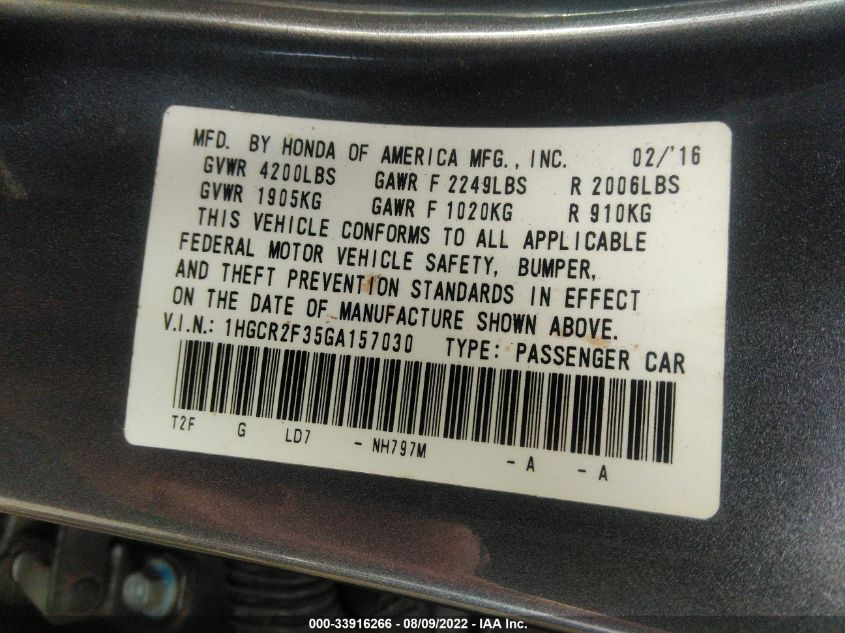 MFD. BY HONDA OF AMERICA MFG., INC. 02/'16
GVWR 4200LBS GAWR F 2249LBS R 2006LBS
GVWR 1905KG GAWR F 1020KG R 910KG
THIS VEHICLE CONFORMS TO ALL APPLICABLE
FEDERAL MOTOR VEHICLE SAFETY, BUMPER,
AND THEFT PREVENTION STANDARDS IN EFFECT
ON THE DATE OF MANUFACTURE SHOWN ABOVE.
V.I.N.: 1HGCR2F35GA157030 TYPE: PASSENGER CAR
T2F G LD7 - NH797M - A - A
000-33916266 - 08/09/2022 - IAA Inc.